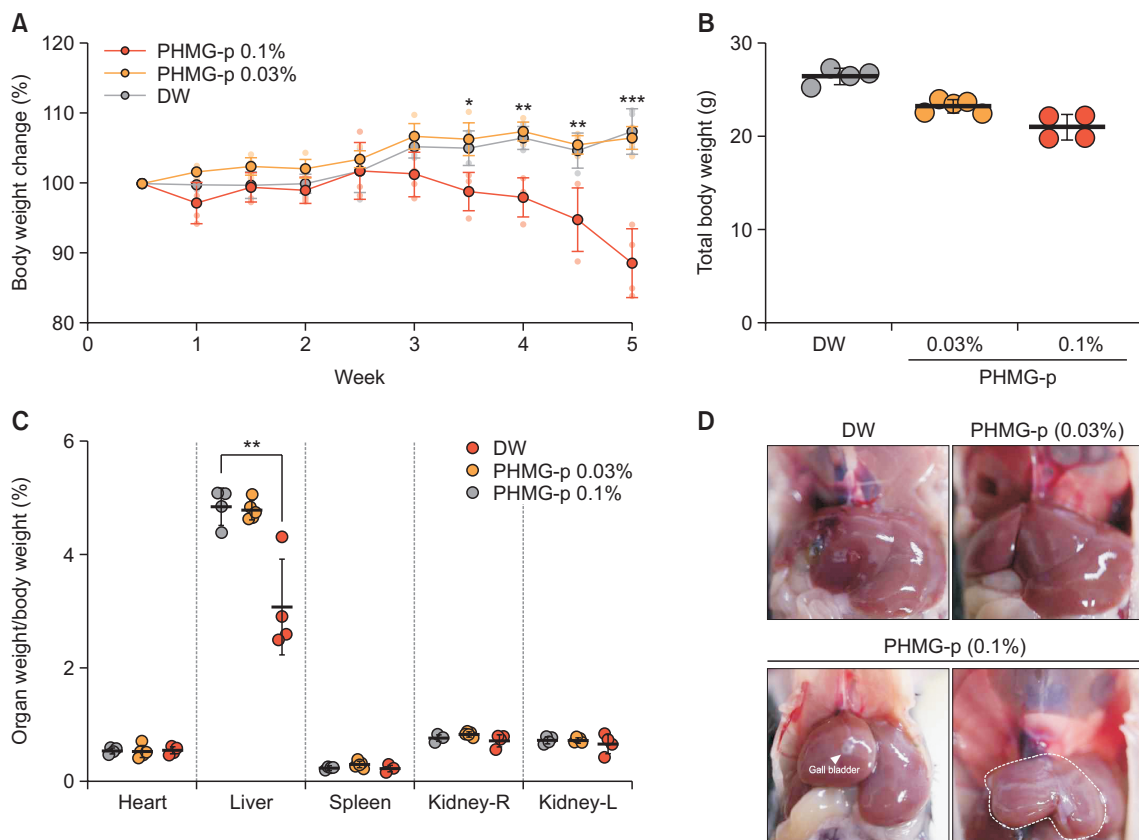 A
Body weight change (%)
120
110
100
90
80
PHMG-p 0.1%
PHMG-p 0.03%
DW
*
**
**
***
0
1
2
3
4
5
Week
B
Total body weight (g)
30
20
10
0
DW
0.03%
0.1%
PHMG-p
C
Organ weight/body weight (%)
6
4
2
0
**
DW
PHMG-p 0.03%
PHMG-p 0.1%
Heart
Liver
Spleen
Kidney-R
Kidney-L
D
DW
PHMG-p (0.03%)
PHMG-p (0.1%)
Gall bladder